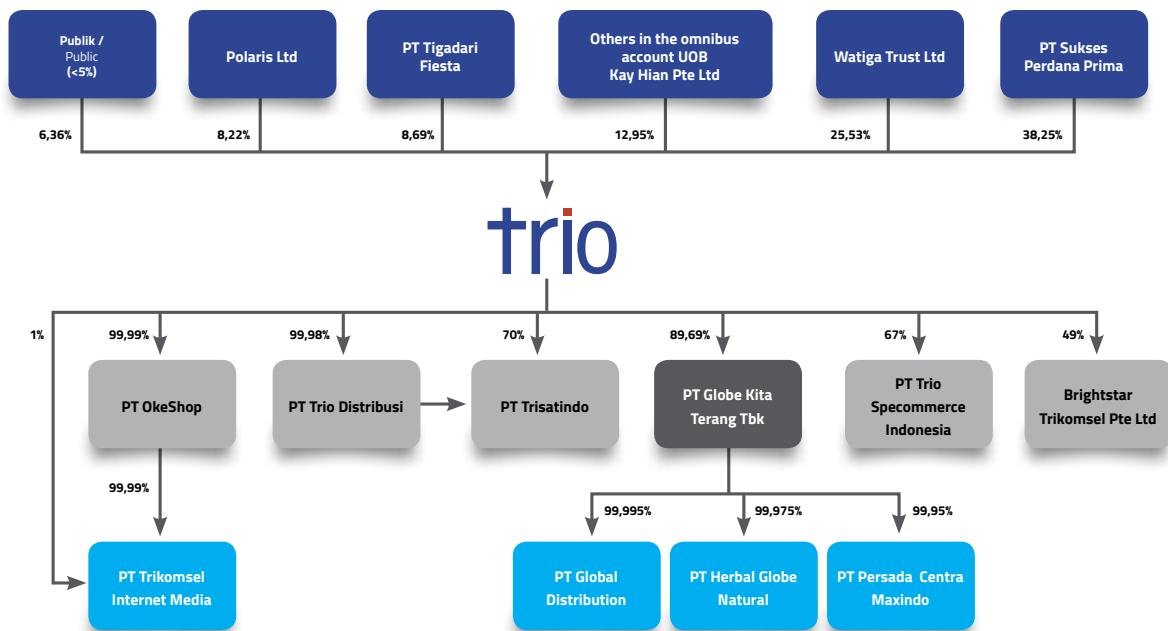 Publik /
Public
(<5%)
Polaris Ltd
PT Tigadari
Fiesta
Others in the omnibus
account UOB
Kay Hian Pte Ltd
Watiga Trust Ltd
PT Sukses
Perdana Prima
6,36%
8,22%
8,69%
12,95%
25,53%
38,25%
trio
1%
99,99%
99,98%
70%
89,69%
67%
49%
PT OkeShop
PT Trio Distribusi
PT Trisatindo
PT Globe Kita
Terang Tbk
PT Trio
Specommerce
Indonesia
Brightstar
Trikomsel Pte Ltd
99,99%
99,995%
99,975%
99,95%
PT Trikomsel
Internet Media
PT Global
Distribution
PT Herbal Globe
Natural
PT Persada Centra
Maxindo